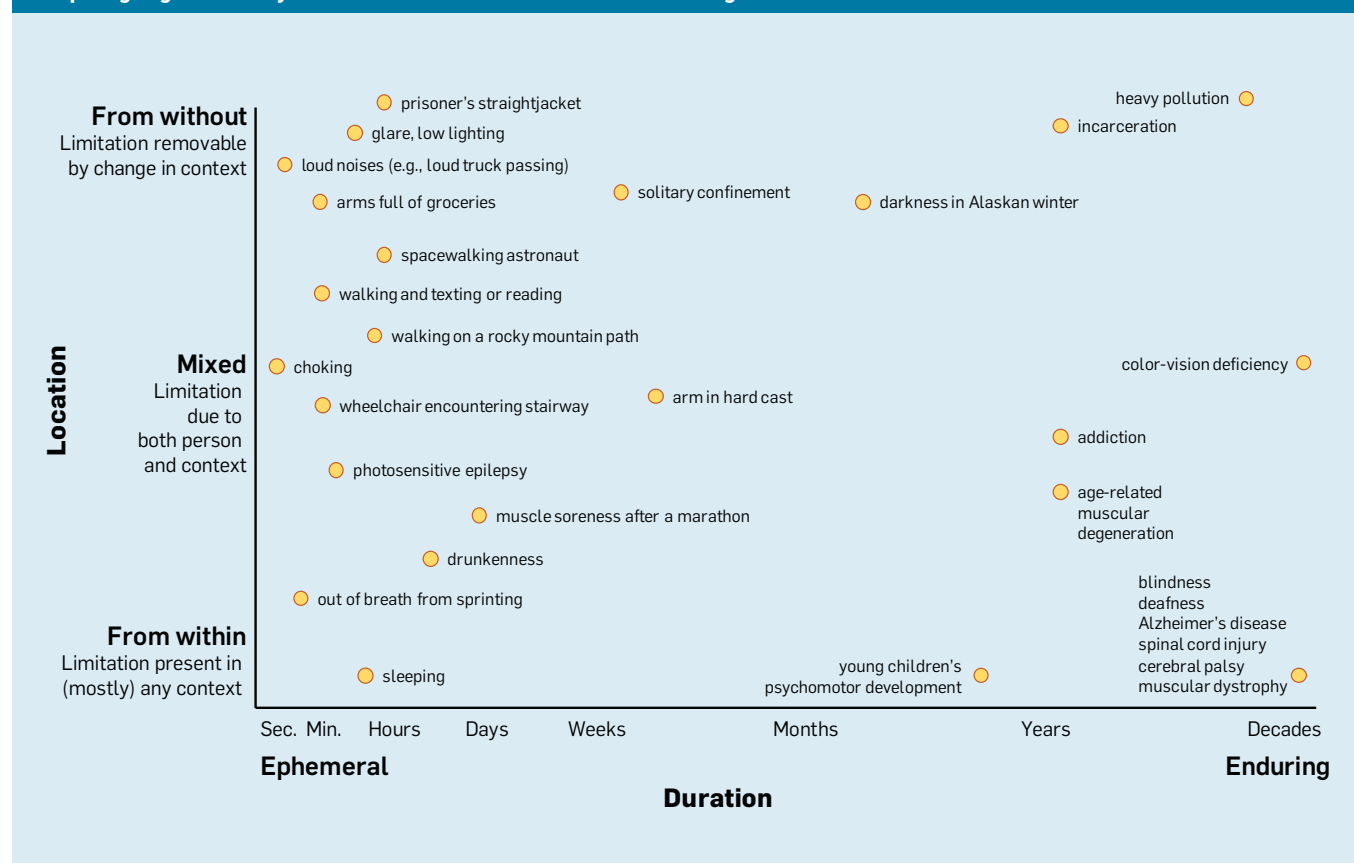 prisoner's straightjacket
heavy pollution
From without
Limitation removable
by change in context
glare, low lighting
incarceration
loud noises (e.g., loud truck passing)
solitary confinement
arms full of groceries
darkness in Alaskan winter
spacewalking astronaut
walking and texting or reading
walking on a rocky mountain path
Location
Mixed
Limitation
due to
both person
and context
choking
color-vision deficiency
wheelchair encountering stairway
arm in hard cast
addiction
photosensitive epilepsy
age-related
muscular
degeneration
muscle soreness after a marathon
drunkenness
out of breath from sprinting
blindness
deafness
Alzheimer's disease
spinal cord injury
cerebral palsy
muscular dystrophy
From within
Limitation present in
(mostly) any context
sleeping
young children's
psychomotor development
Sec. Min. Hours Days Weeks Months Years Decades
Ephemeral Enduring
Duration